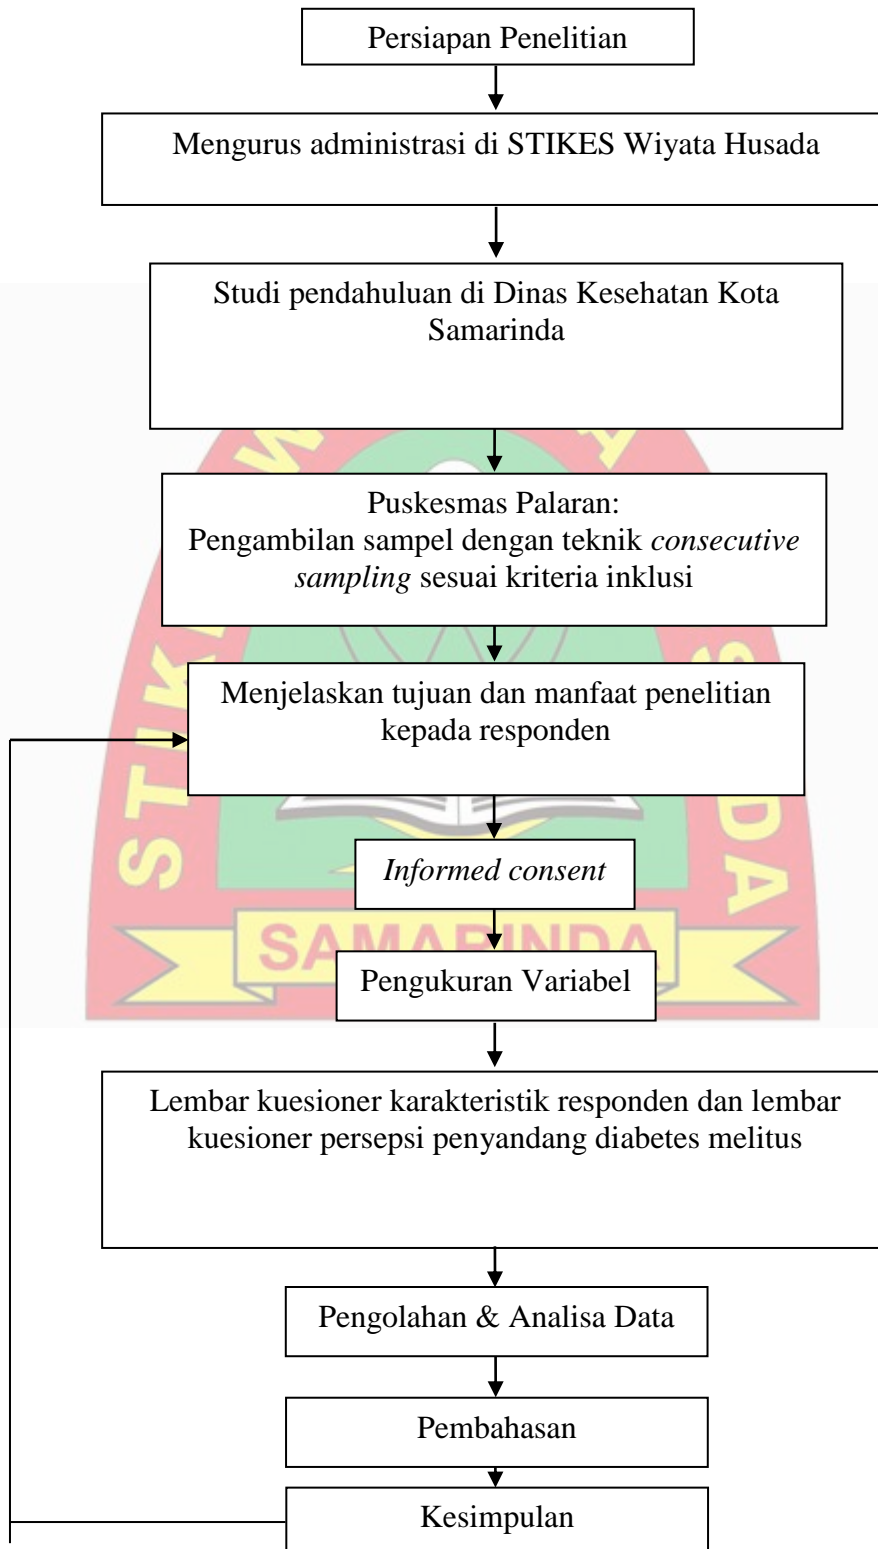 Persiapan Penelitian
Mengurus administrasi di STIKES Wiyata Husada
Studi pendahuluan di Dinas Kesehatan Kota
Samarinda
Puskesmas Palaran:
Pengambilan sampel dengan teknik consecutive
sampling sesuai kriteria inklusi
Menjelaskan tujuan dan manfaat penelitian
kepada responden
Informed consent
SAMARINDA
Pengukuran Variabel
Lembar kuesioner karakteristik responden dan lembar
kuesioner persepsi penyandang diabetes melitus
Pengolahan & Analisa Data
Pembahasan
Kesimpulan